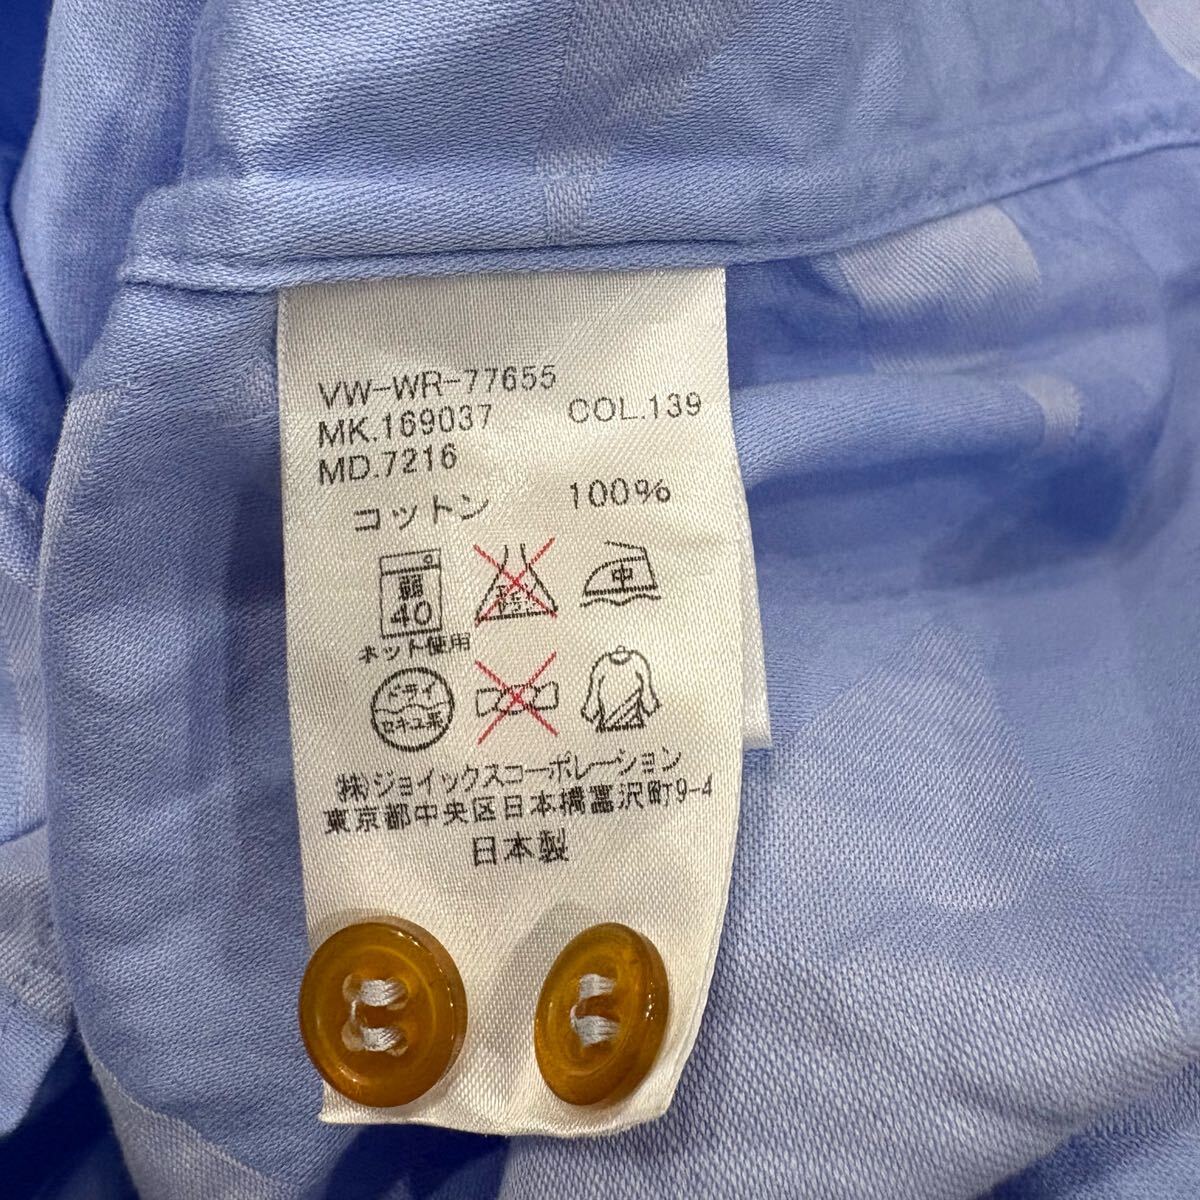 VW-WR-77655
MK.169037 COL.139
MD.7216
コットン 100%
弱
40
中
ネット使用
ドライ
セキユ系
(株)ジョイックスコーポレーション
東京都中央区日本橋富沢町9-4
日本製